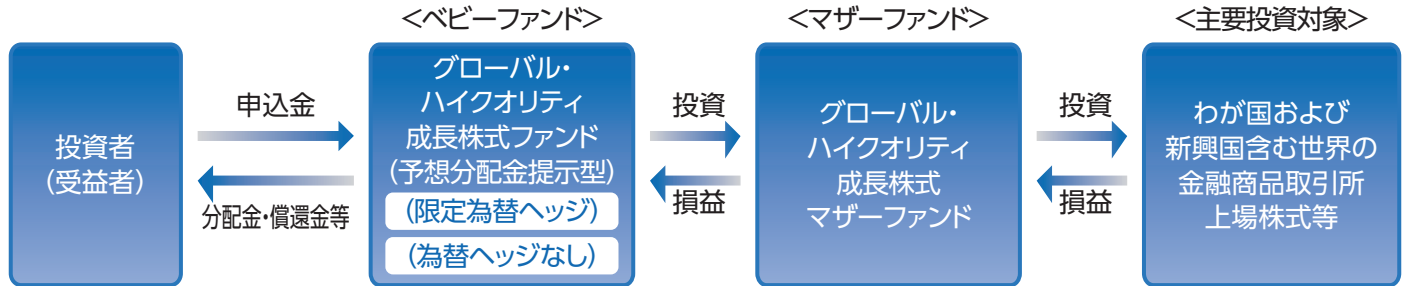 <ベビーファンド>
<マザーファンド>
<主要投資対象>
投資者
(受益者)
申込金
分配金・償還金等
グローバル・
ハイクオリティ
成長株式ファンド
(予想分配金提示型)
(限定為替ヘッジ)
(為替ヘッジなし)
投資
損益
グローバル・
ハイクオリティ
成長株式
マザーファンド
投資
損益
わが国および
新興国含む世界の
金融商品取引所
上場株式等